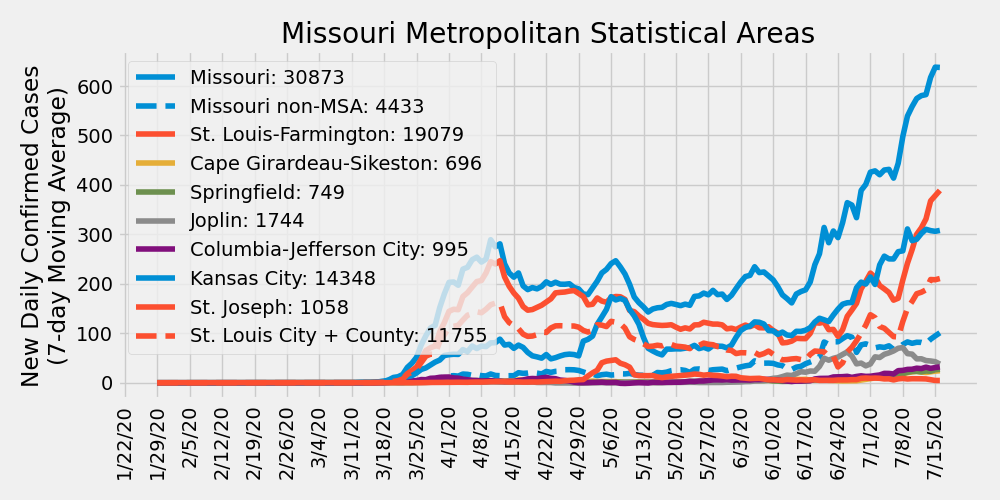 Missouri Metropolitan Statistical Areas
New Daily Confirmed Cases
(7-day Moving Average)
600
500
400
300
200
100
0
Missouri: 30873
Missouri non-MSA: 4433
St. Louis-Farmington: 19079
Cape Girardeau-Sikeston: 696
Springfield: 749
Joplin: 1744
Columbia-Jefferson City: 995
Kansas City: 14348
St. Joseph: 1058
St. Louis City + County: 11755
1/22/20
1/29/20
2/5/20
2/12/20
2/19/20
2/26/20
3/4/20
3/11/20
3/18/20
3/25/20
4/1/20
4/8/20
4/15/20
4/22/20
4/29/20
5/6/20
5/13/20
5/20/20
5/27/20
6/3/20
6/10/20
6/17/20
6/24/20
7/1/20
7/8/20
7/15/20